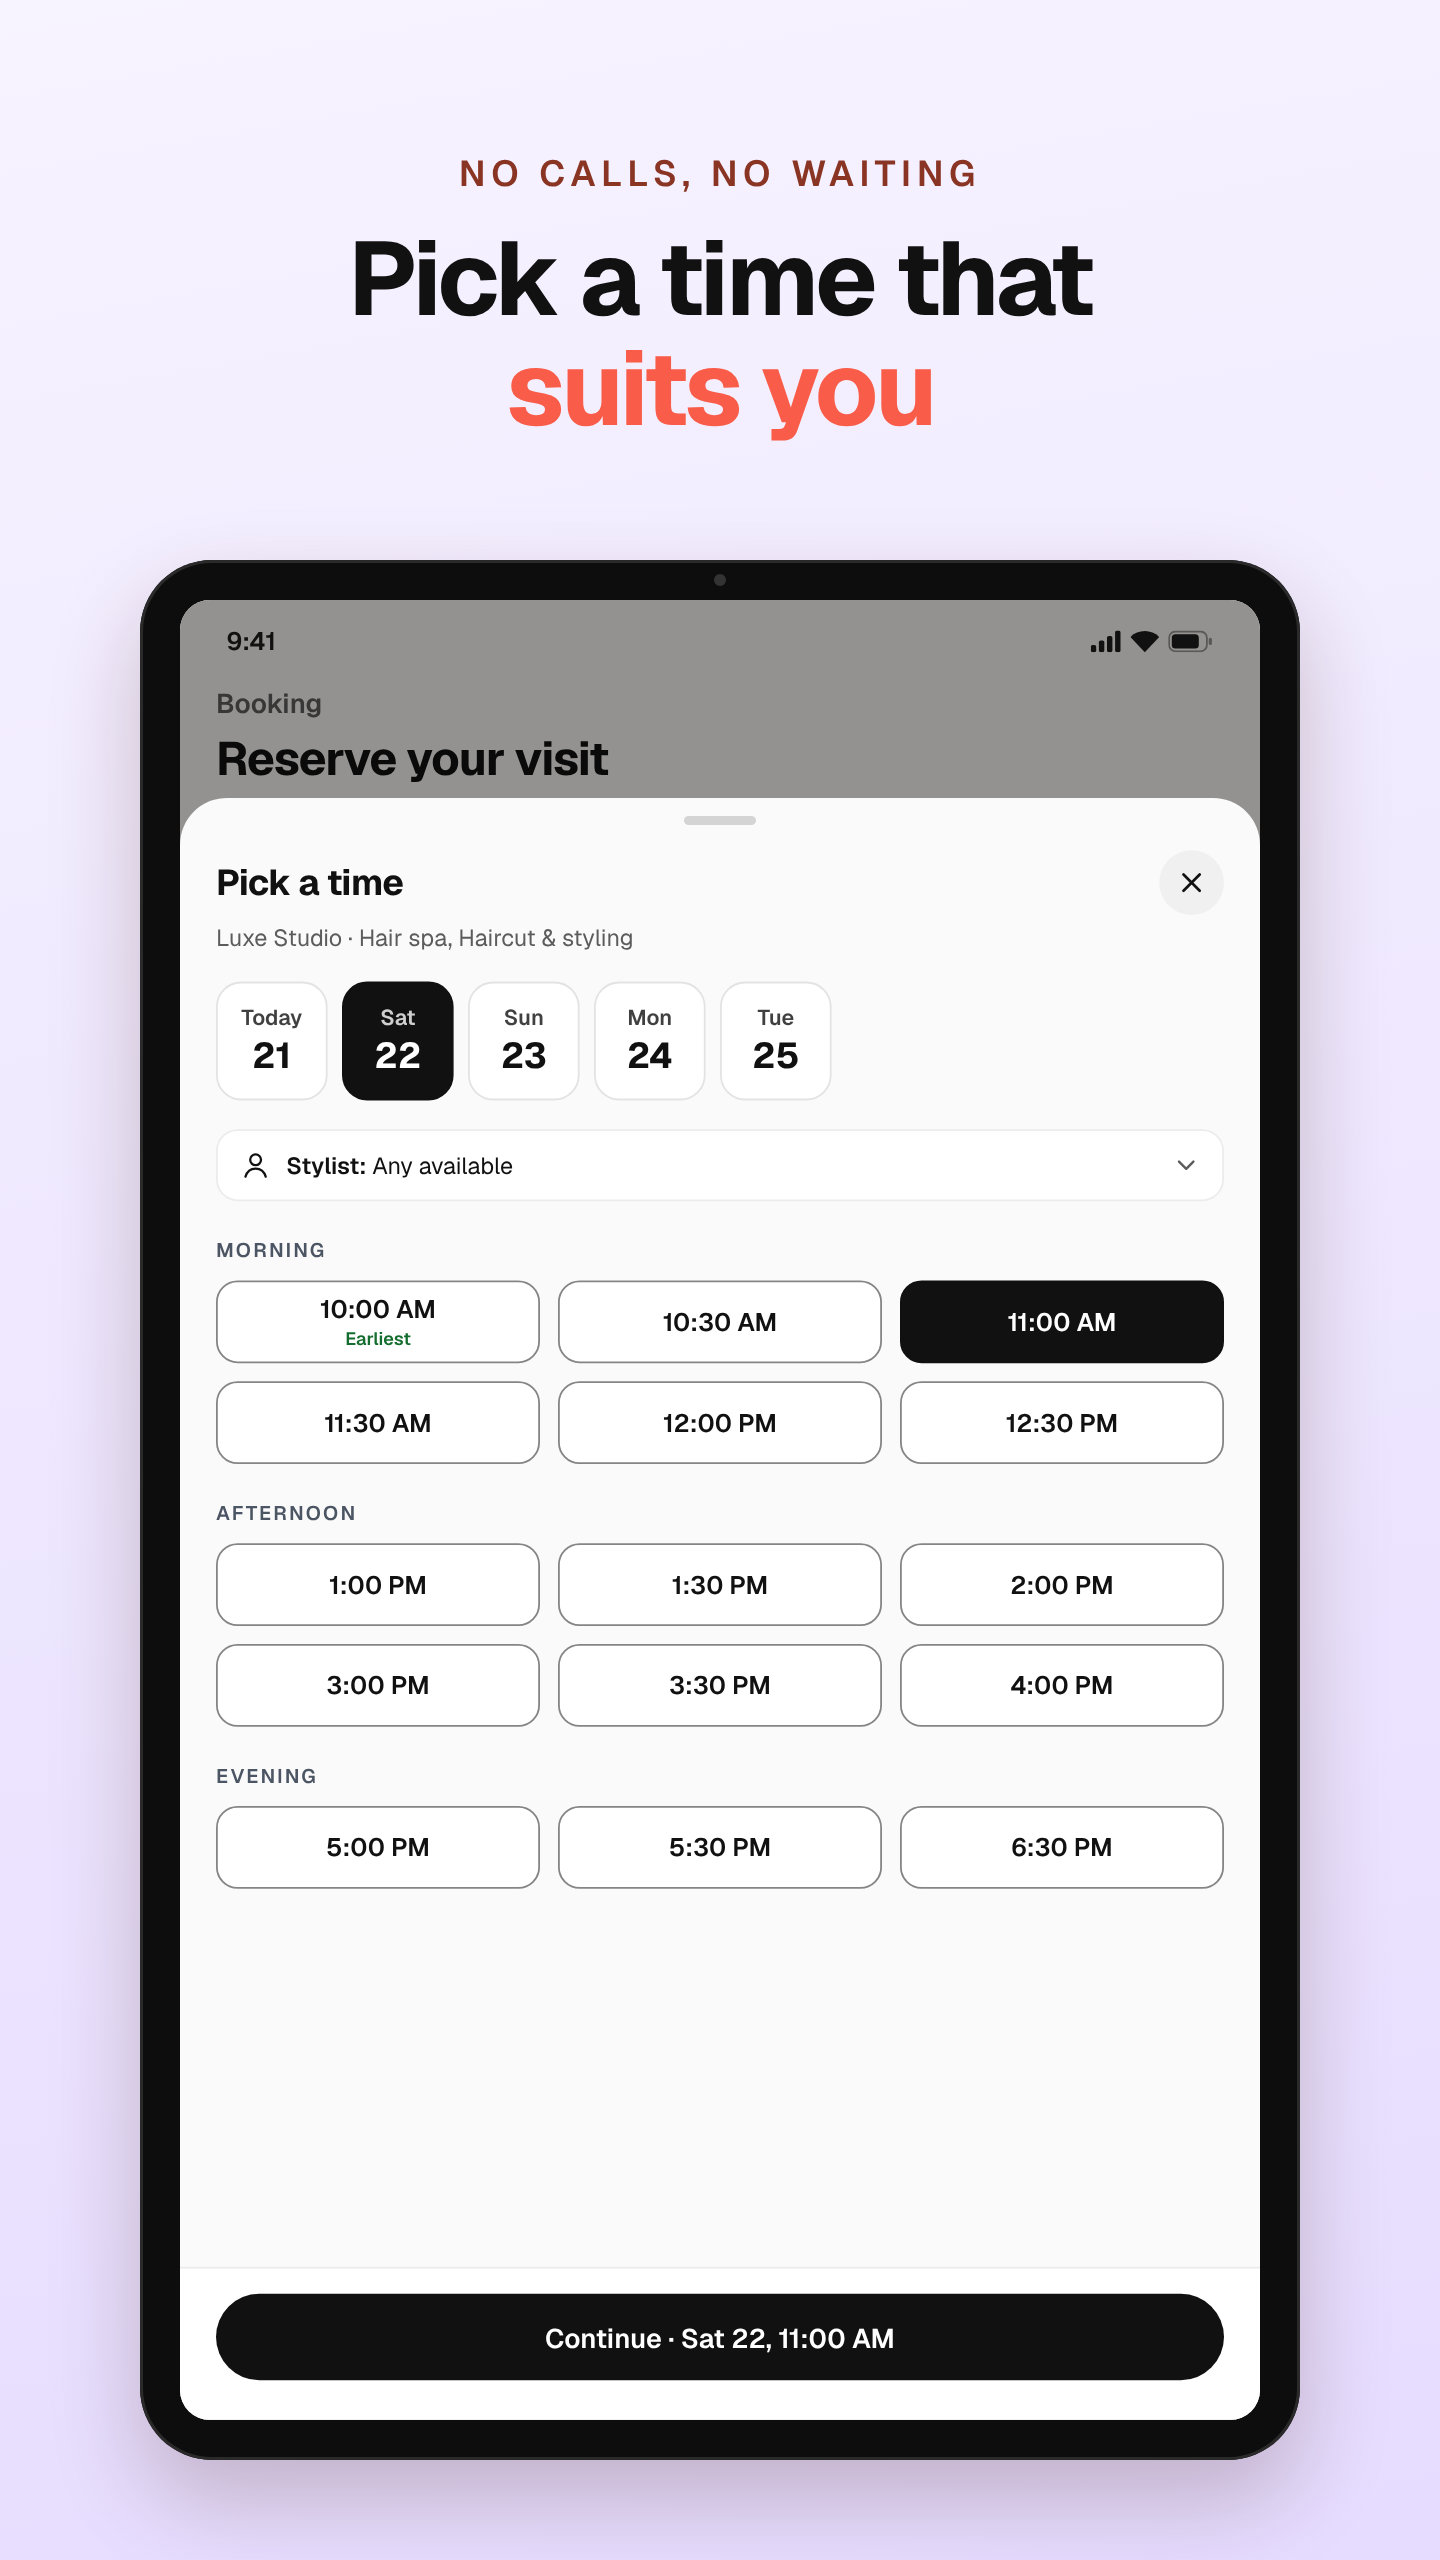 NO CALLS, NO WAITING
Pick a time that
suits you
9:41
Booking
Reserve your visit
Pick a time
Luxe Studio · Hair spa, Haircut & styling
Today Sat Sun Mon Tue
21 22 23 24 25
Stylist: Any available
MORNING
10:00 AM 10:30 AM 11:00 AM
Earliest
11:30 AM 12:00 PM 12:30 PM
AFTERNOON
1:00 PM 1:30 PM 2:00 PM
3:00 PM 3:30 PM 4:00 PM
EVENING
5:00 PM 5:30 PM 6:30 PM
Continue · Sat 22, 11:00 AM